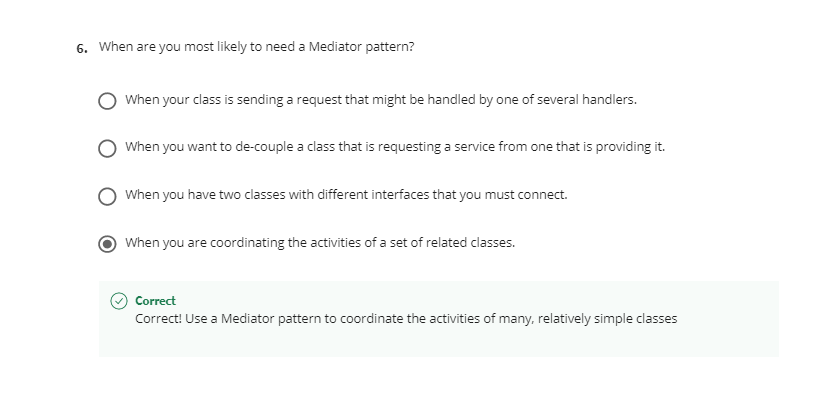 6. When are you most likely to need a Mediator pattern?
When your class is sending a request that might be handled by one of several handlers.
When you want to de-couple a class that is requesting a service from one that is providing it.
When you have two classes with different interfaces that you must connect.
When you are coordinating the activities of a set of related classes.
Correct
Correct! Use a Mediator pattern to coordinate the activities of many, relatively simple classes